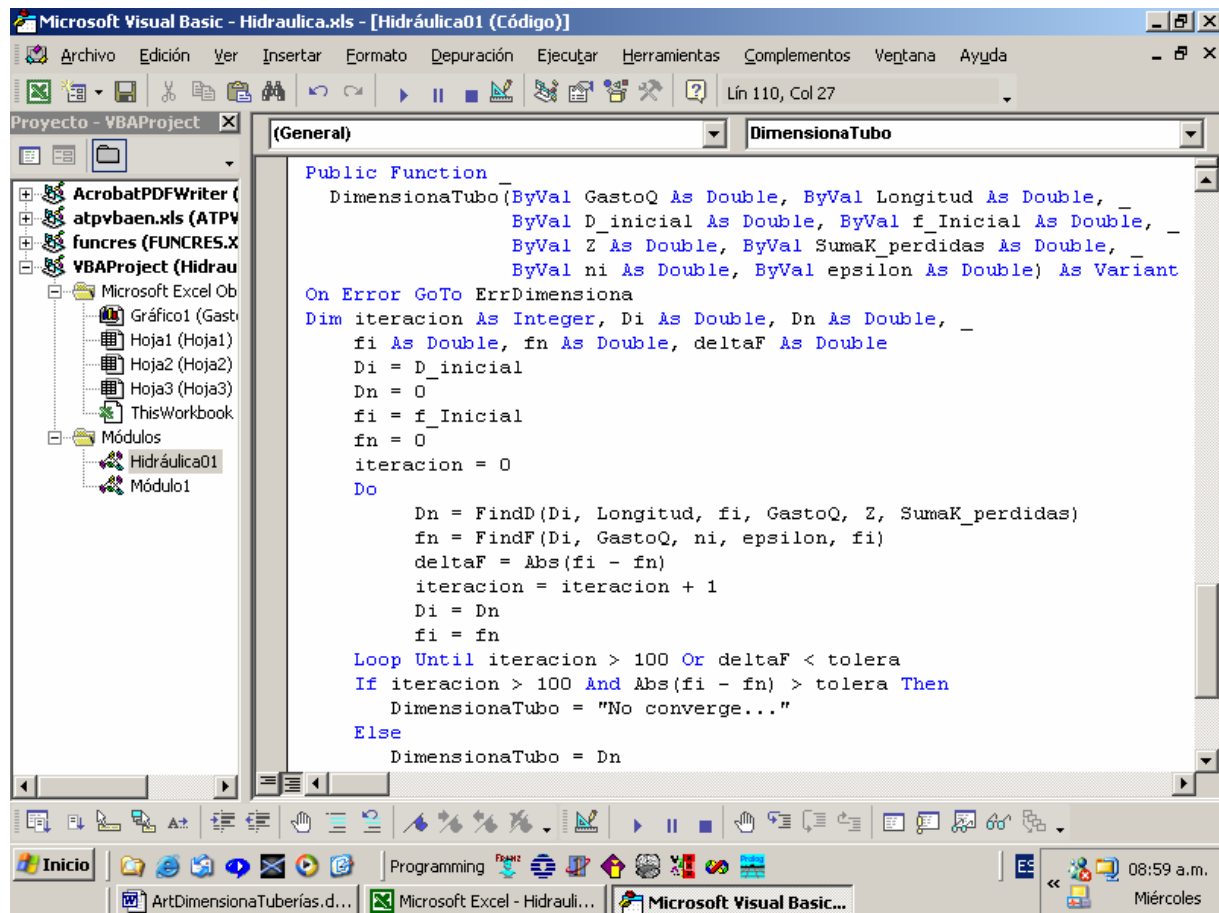 Microsoft Visual Basic - Hidraulica.xls - [Hidráulica01 (Código)]
Archivo Edición Ver Insertar Formato Depuración Ejecutar Herramientas Complementos Ventana Ayuda
Lín 110, Col 27
Proyecto - VBAProject
(General) DimensionaTubo
AcrobatPDFWriter (
atpvbaen.xls (ATPV
funcres (FUNCRES.X
VBAProject (Hidrau
Microsoft Excel Ob
Gráfico1 (Gast
Hoja1 (Hoja1)
Hoja2 (Hoja2)
Hoja3 (Hoja3)
ThisWorkbook
Módulos
Hidráulica01
Módulo1
Public Function _
DimensionaTubo(ByVal GastoQ As Double, ByVal Longitud As Double, _
ByVal D_inicial As Double, ByVal f_Inicial As Double, _
ByVal Z As Double, ByVal SumaK_perdidas As Double, _
ByVal ni As Double, ByVal epsilon As Double) As Variant
On Error GoTo ErrDimensiona
Dim iteracion As Integer, Di As Double, Dn As Double, _
fi As Double, fn As Double, deltaF As Double
Di = D_inicial
Dn = 0
fi = f_Inicial
fn = 0
iteracion = 0
Do
Dn = FindD(Di, Longitud, fi, GastoQ, Z, SumaK_perdidas)
fn = FindF(Di, GastoQ, ni, epsilon, fi)
deltaF = Abs(fi - fn)
iteracion = iteracion + 1
Di = Dn
fi = fn
Loop Until iteracion > 100 Or deltaF < tolera
If iteracion > 100 And Abs(fi - fn) > tolera Then
DimensionaTubo = "No converge..."
Else
DimensionaTubo = Dn
Inicio Programming ES « 08:59 a.m.
ArtDimensionaTuberías.d... Microsoft Excel - Hidrauli... Microsoft Visual Basic... Miércoles